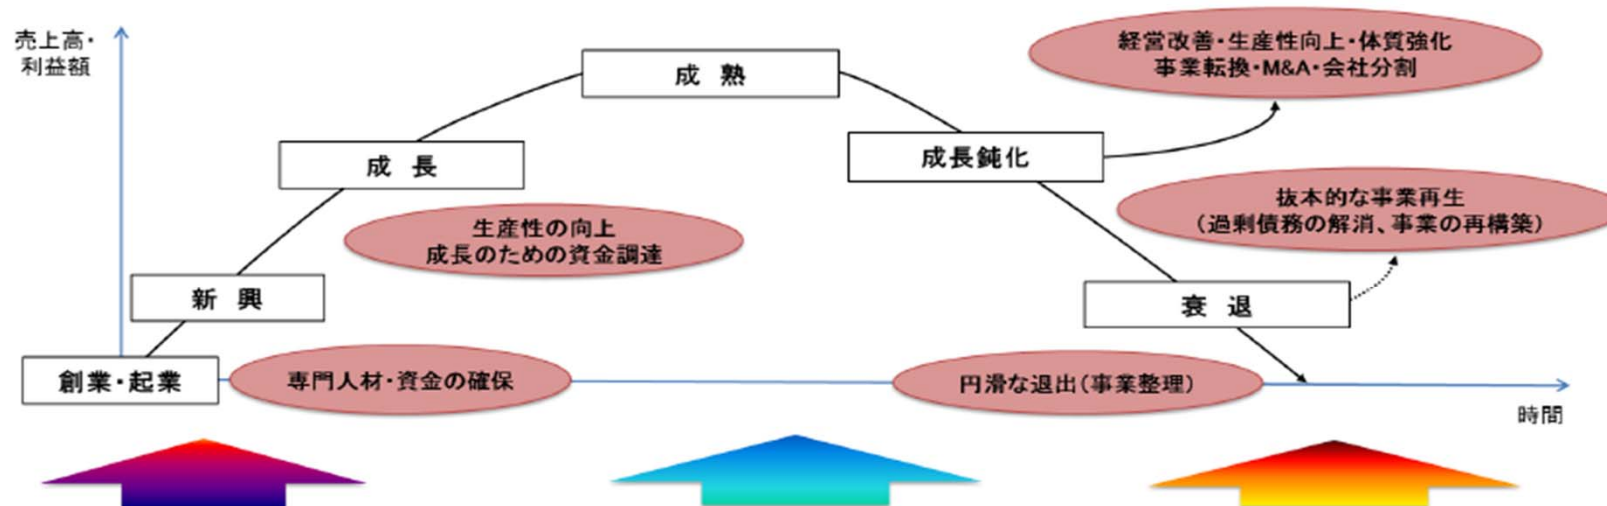 売上高・
利益額
成 熟
経営改善・生産性向上・体質強化
事業転換・M&A・会社分割
成 長
成長鈍化
生産性の向上
成長のための資金調達
抜本的な事業再生
(過剰債務の解消、事業の再構築)
新 興
衰 退
創業・起業
専門人材・資金の確保
円滑な退出(事業整理)
時間